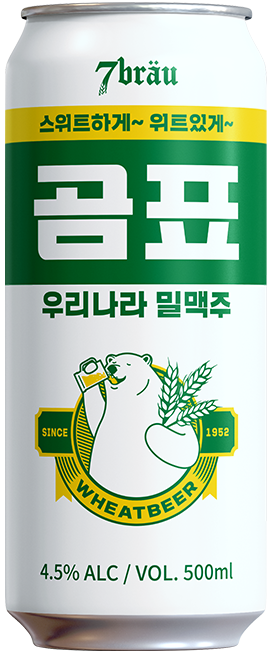 7bräu
스위트하게~ 위트있게~
곰표
우리나라 밀맥주
SINCE 1952
WHEATBEER
4.5% ALC / VOL. 500ml